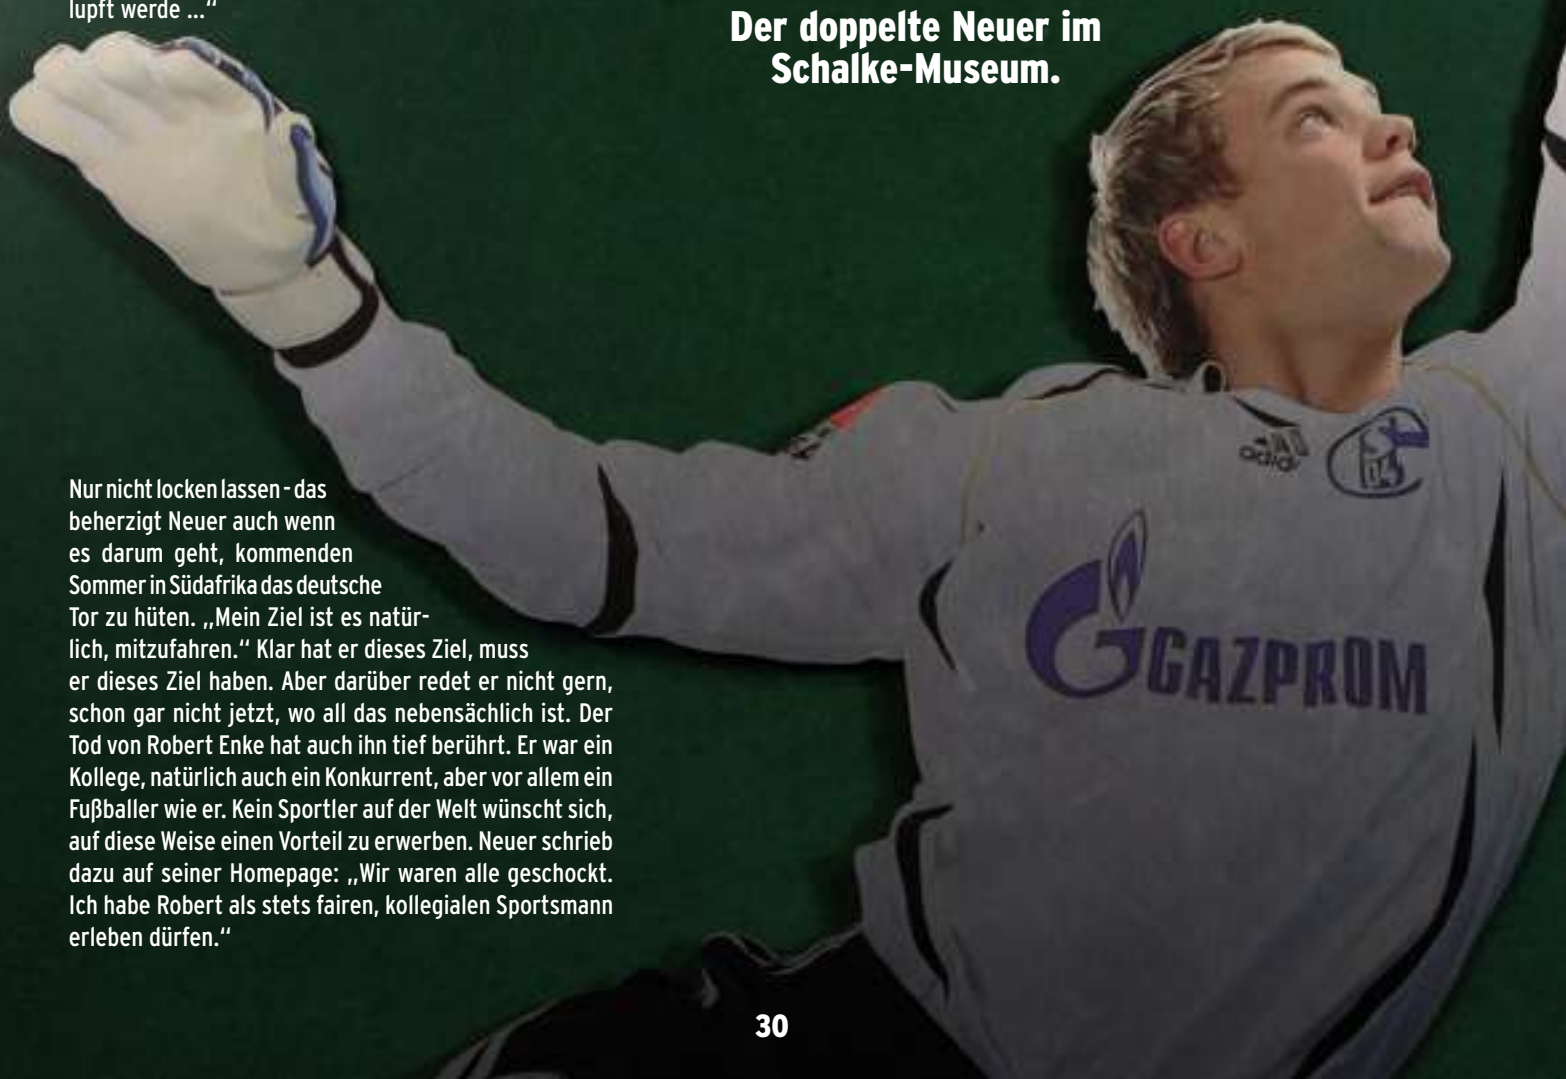 lupft werde ...“
Der doppelte Neuer im
Schalke-Museum.
adidas
S
04
GAZPROM
Nur nicht locken lassen - das
beherzigt Neuer auch wenn
es darum geht, kommenden
Sommer in Südafrika das deutsche
Tor zu hüten. „Mein Ziel ist es natür-
lich, mitzufahren.“ Klar hat er dieses Ziel, muss
er dieses Ziel haben. Aber darüber redet er nicht gern,
schon gar nicht jetzt, wo all das nebensächlich ist. Der
Tod von Robert Enke hat auch ihn tief berührt. Er war ein
Kollege, natürlich auch ein Konkurrent, aber vor allem ein
Fußballer wie er. Kein Sportler auf der Welt wünscht sich,
auf diese Weise einen Vorteil zu erwerben. Neuer schrieb
dazu auf seiner Homepage: „Wir waren alle geschockt.
Ich habe Robert als stets fairen, kollegialen Sportsmann
erleben dürfen.“
30